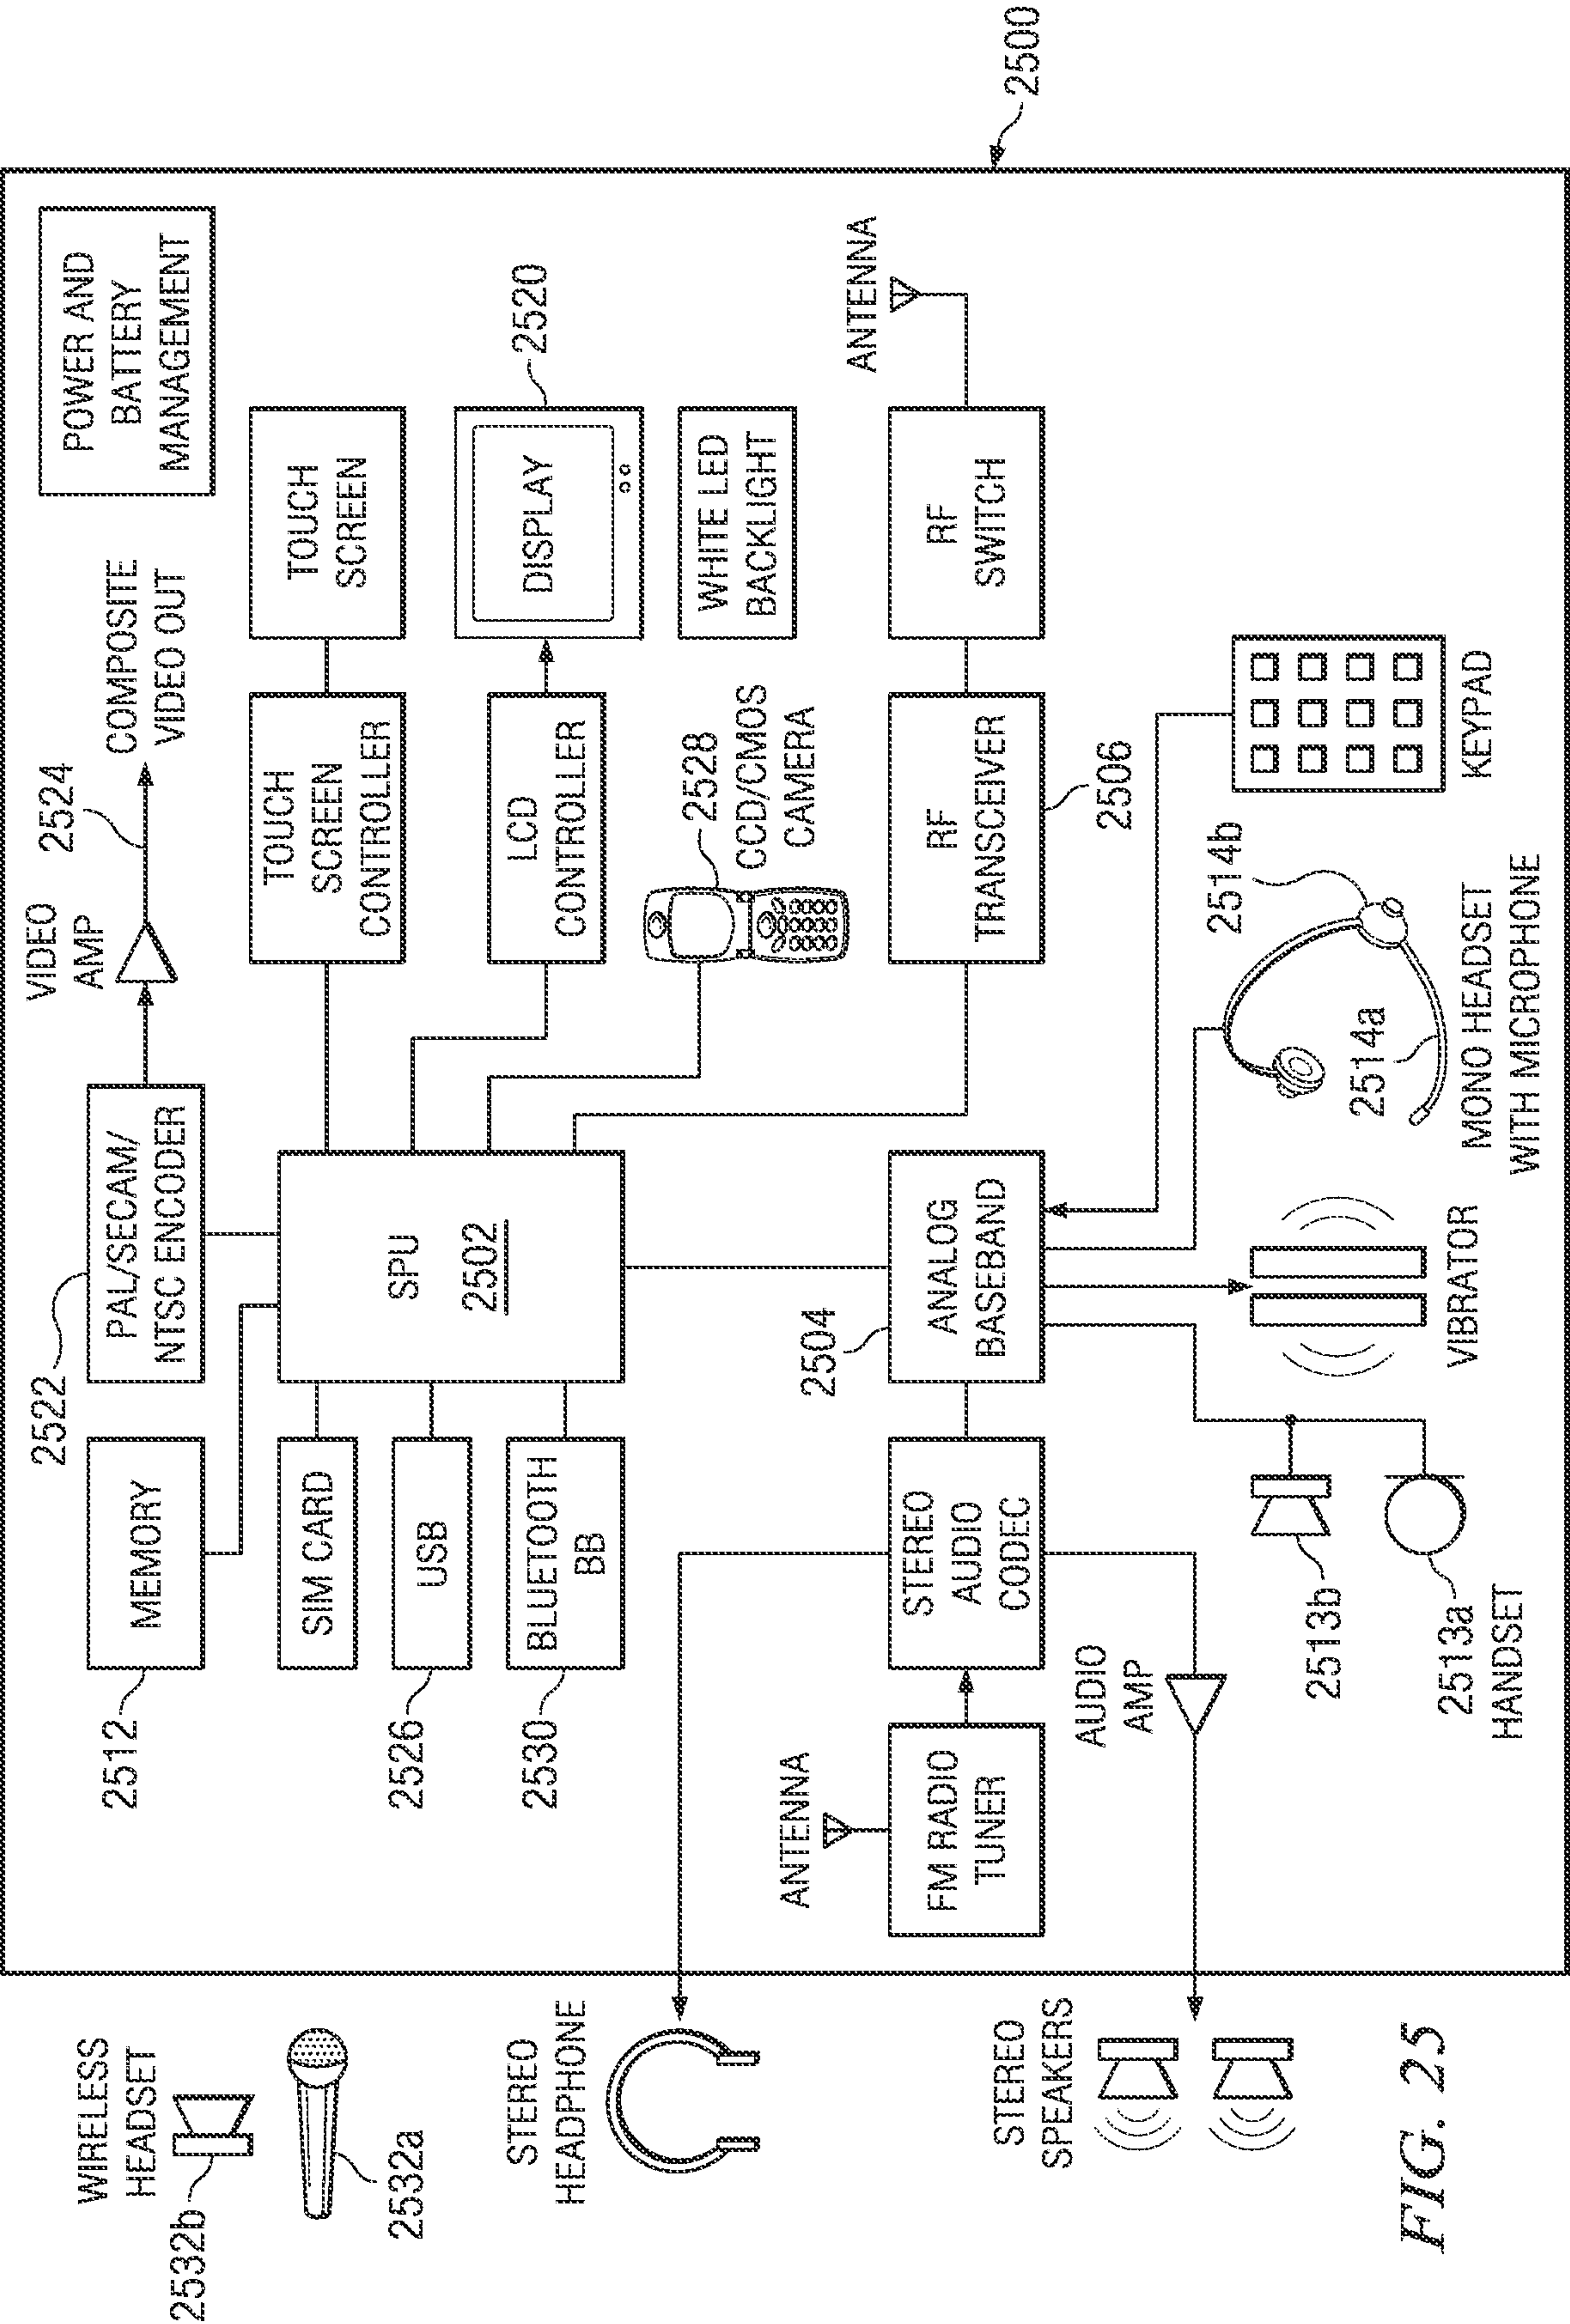 2500
POWER AND
BATTERY
MANAGEMENT
VIDEO
AMP
2524
COMPOSITE
VIDEO OUT
2522
PAL/SECAM/
NTSC ENCODER
2512
MEMORY
TOUCH
SCREEN
CONTROLLER
TOUCH
SCREEN
WIRELESS
HEADSET
2532b
2532a
SIM CARD
2526
USB
2530
BLUETOOTH
BB
SPU
2502
LCD
CONTROLLER
DISPLAY
2520
2528
CCD/CMOS
CAMERA
WHITE LED
BACKLIGHT
STEREO
HEADPHONE
ANTENNA
FM RADIO
TUNER
STEREO
AUDIO
CODEC
2504
ANALOG
BASEBAND
RF
TRANSCEIVER
2506
RF
SWITCH
ANTENNA
STEREO
SPEAKERS
AUDIO
AMP
2513b
2513a
HANDSET
VIBRATOR
2514b
2514a
MONO HEADSET
WITH MICROPHONE
KEYPAD
FIG. 25